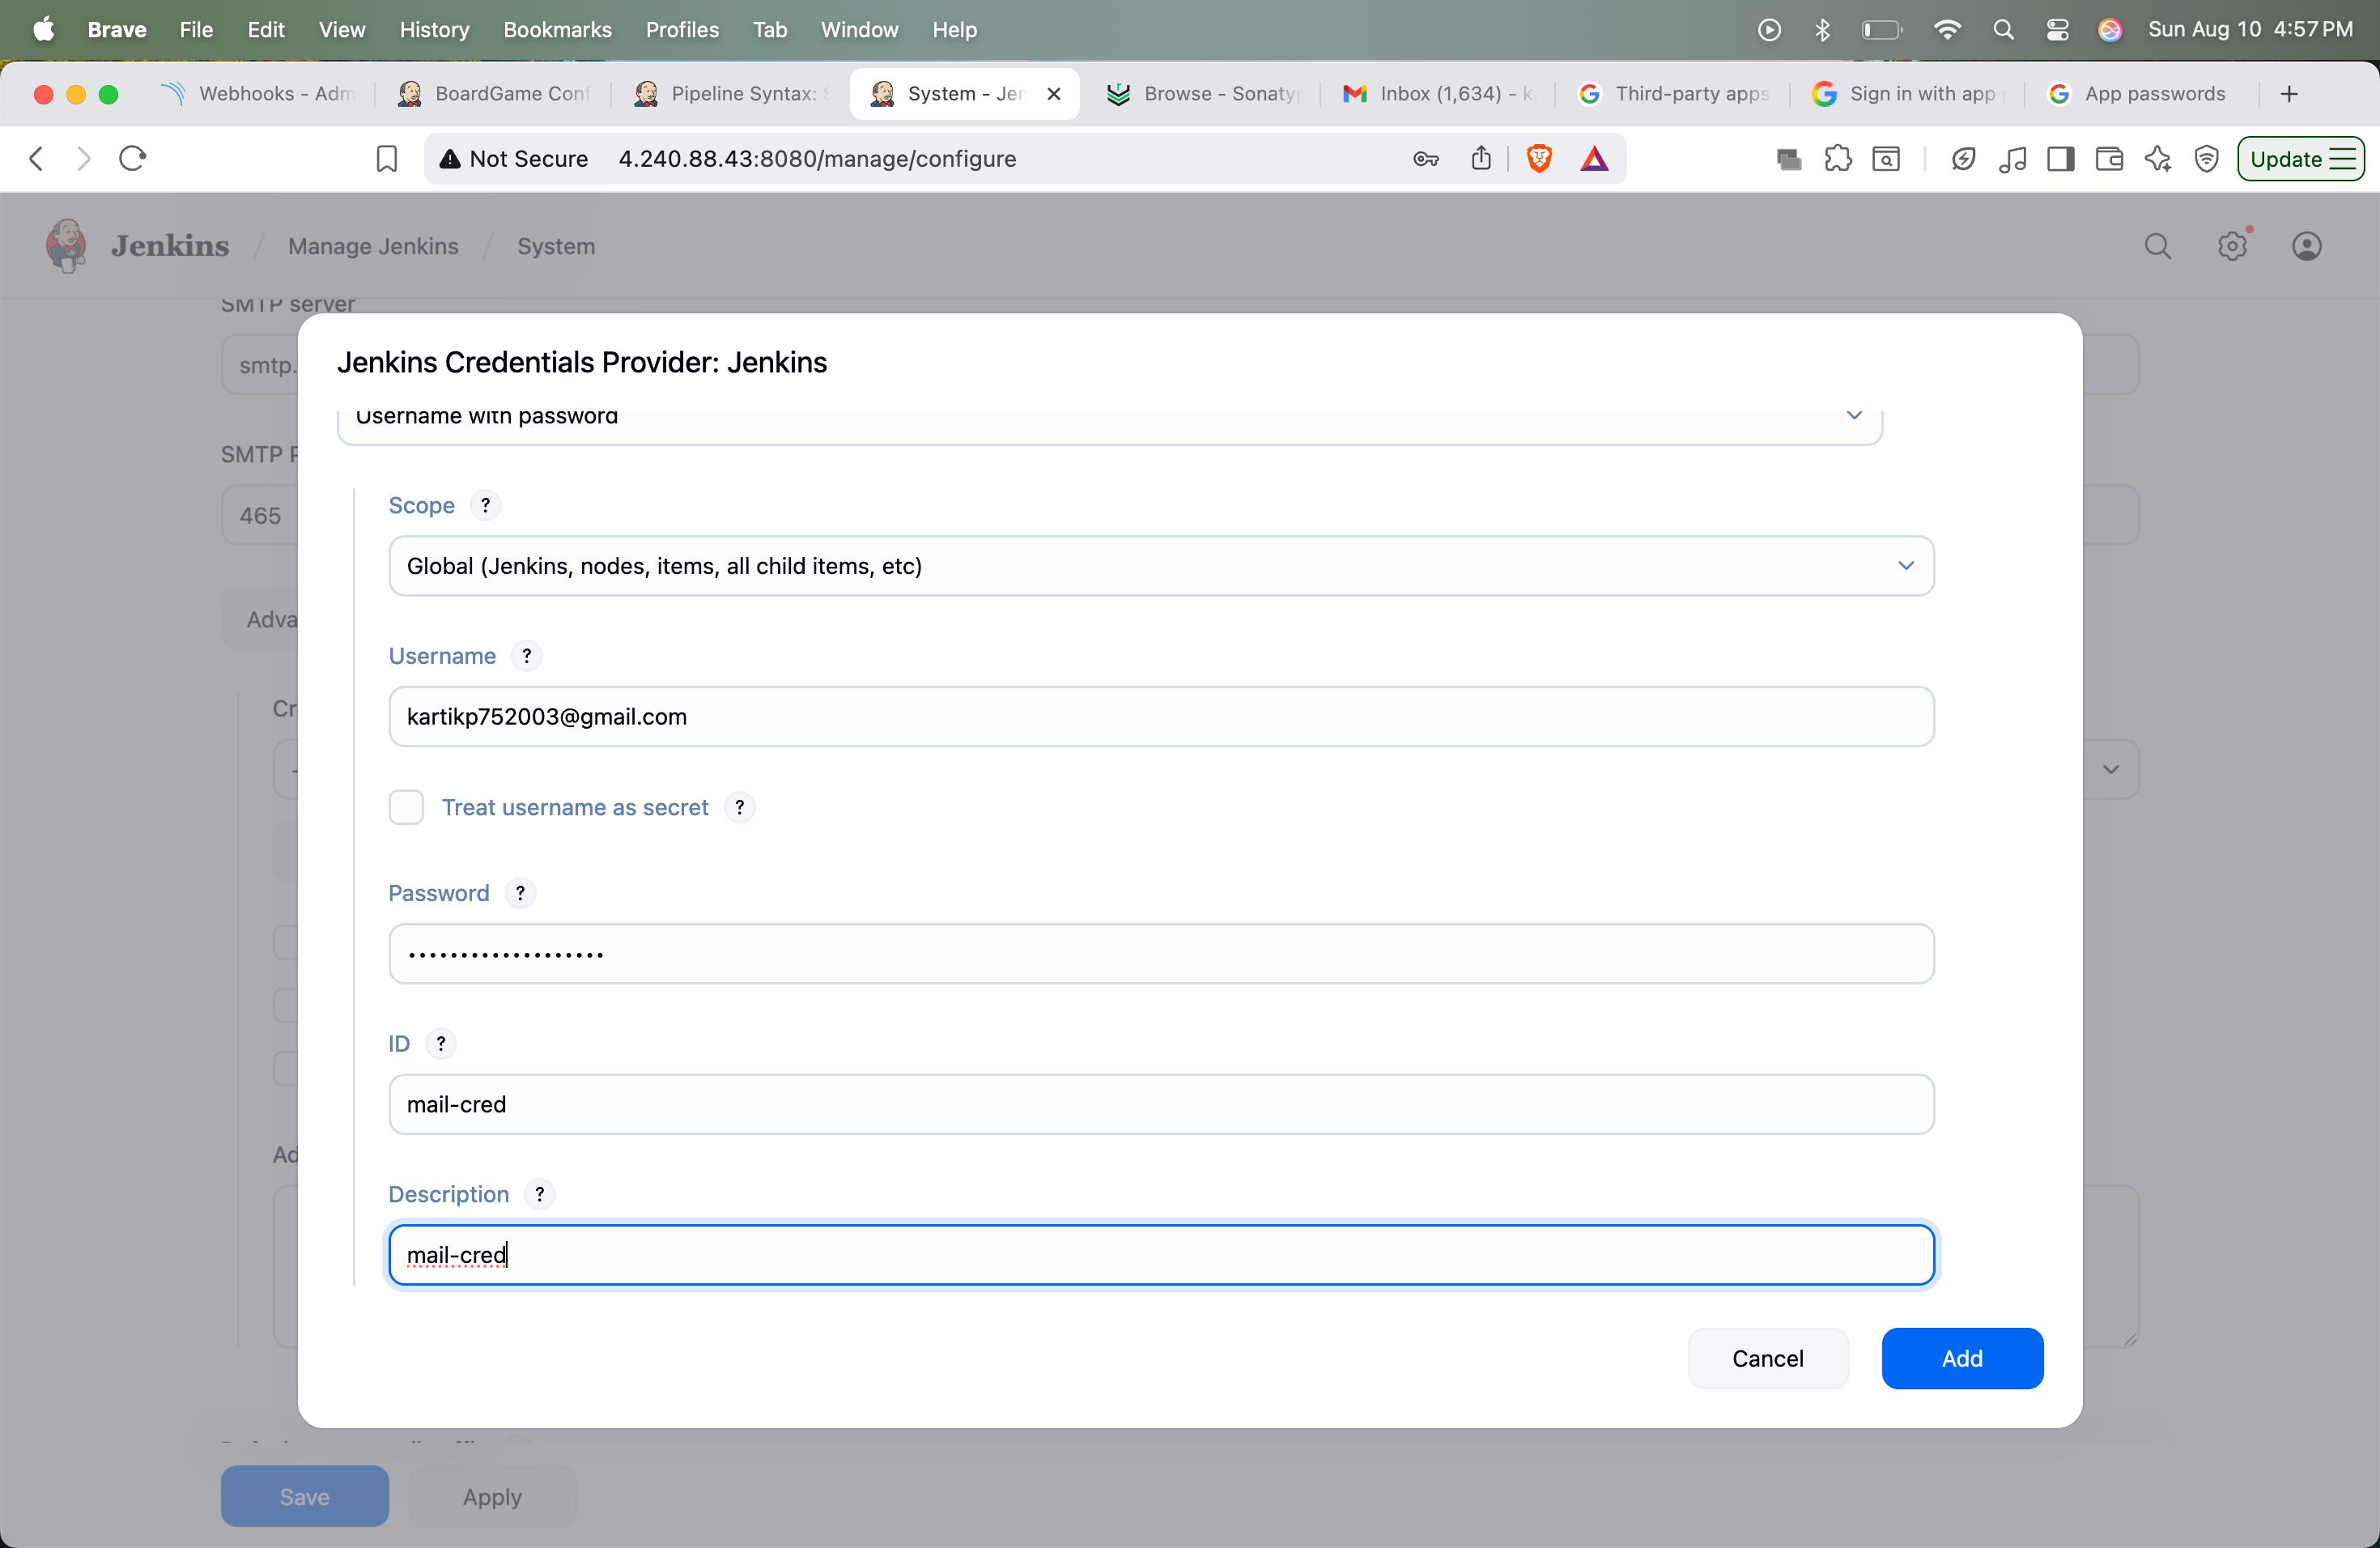 Brave File Edit View History Bookmarks Profiles Tab Window Help Sun Aug 10 4:57 PM
Webhooks - Adm BoardGame Conf Pipeline Syntax: S System - Jen Browse - Sonaty Inbox (1,634) - k Third-party apps Sign in with app App passwords
Not Secure 4.240.88.43:8080/manage/configure Update
Jenkins / Manage Jenkins / System
SMTP server
smtp.
Jenkins Credentials Provider: Jenkins
Username with password
SMTP P
465
Scope ?
Global (Jenkins, nodes, items, all child items, etc)
Adva
Username ?
kartikp752003@gmail.com
Cr
Treat username as secret ?
Password ?
•••••••••••••••••••
ID ?
mail-cred
Ad
Description ?
mail-cred
Cancel Add
Save Apply